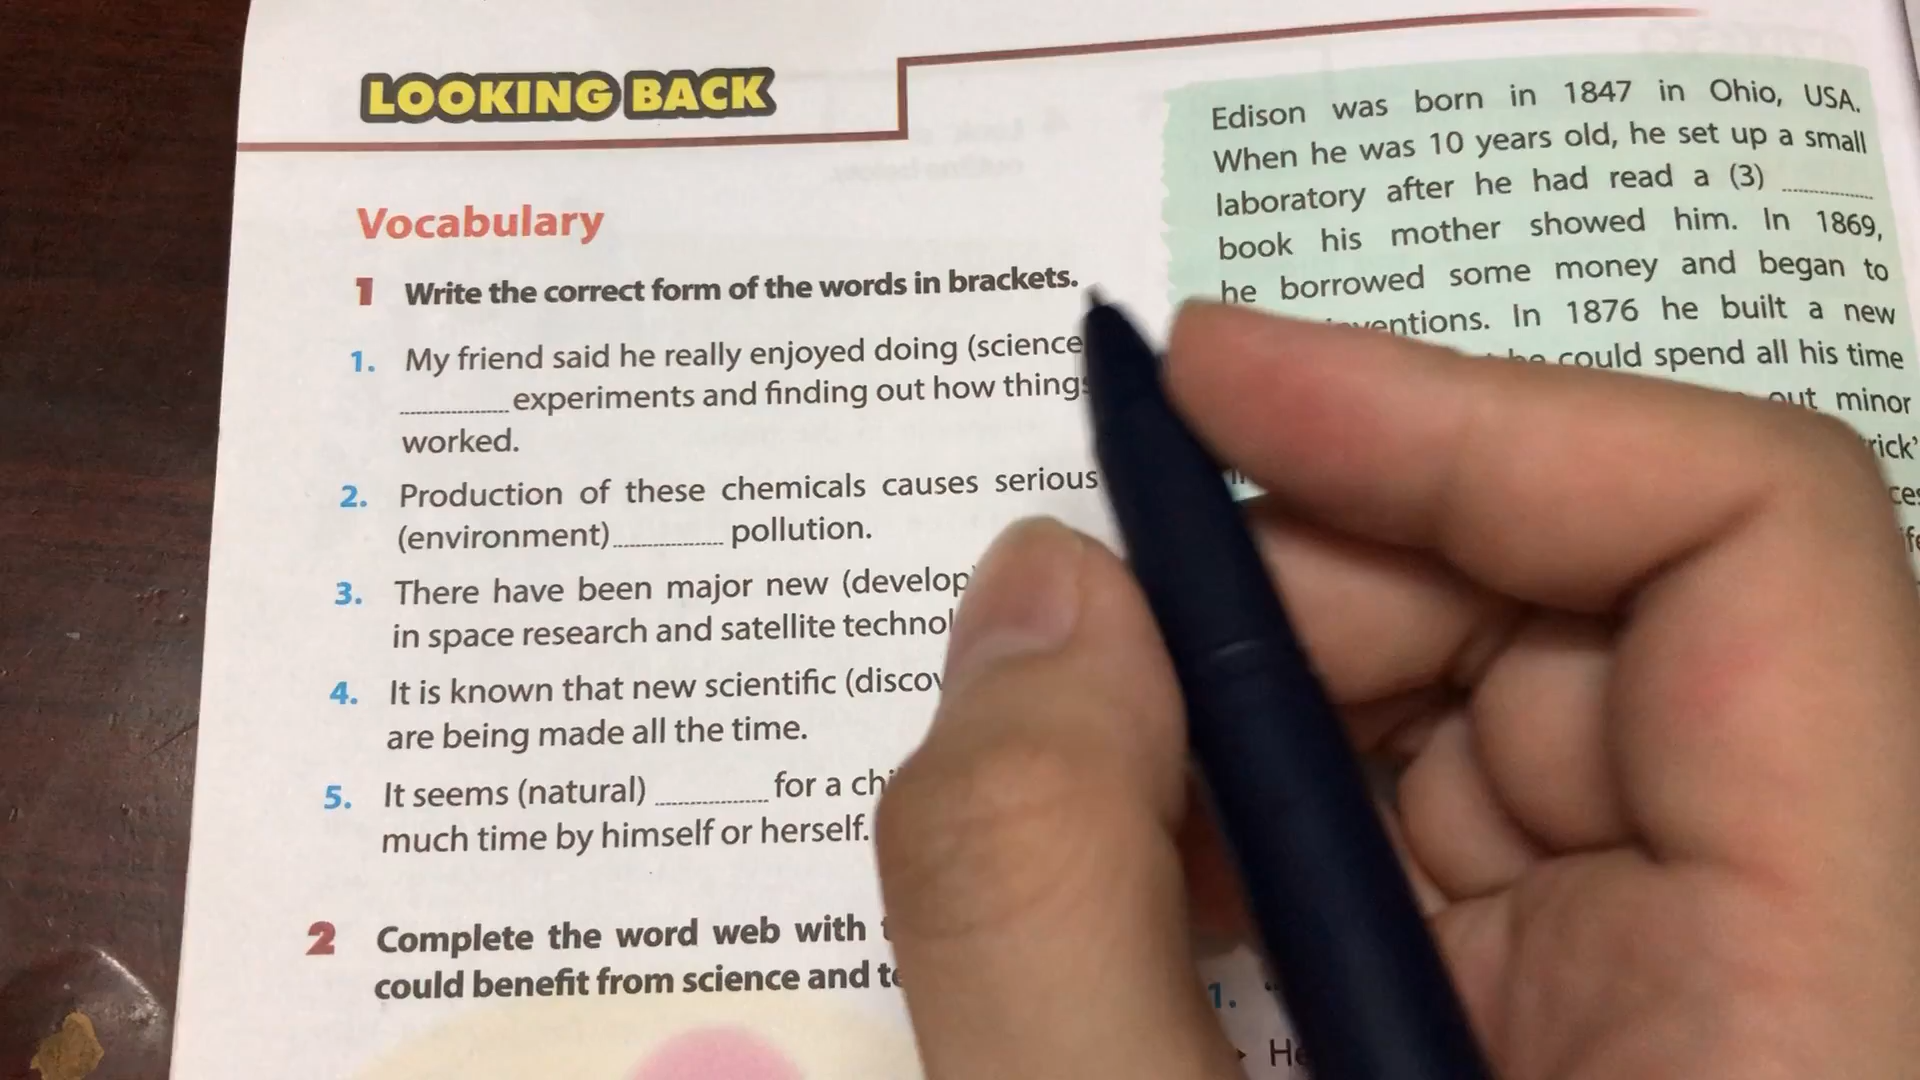 LOOKING BACK
Vocabulary
1 Write the correct form of the words in brackets.
1. My friend said he really enjoyed doing (science
experiments and finding out how things
worked.
2. Production of these chemicals causes serious
(environment) pollution.
3. There have been major new (develop)
in space research and satellite
4. It is known that new scientific
are being made all the time.
5. It seems (natural) for a
much time by himself or herself.
2 Complete the word web with
could benefit from science and
Edison was born in 1847 in Ohio, USA.
When he was 10 years old, he set up a small
laboratory after he had read a (3)
book his mother showed him. In 1869,
he borrowed some money and began to
In 1876 he built a new
he could spend all his time
out minor
1.